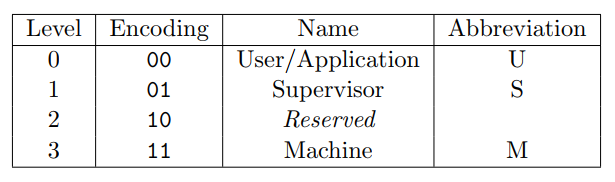 Level Encoding Name Abbreviation
0 00 User/Application U
1 01 Supervisor S
2 10 Reserved
3 11 Machine M